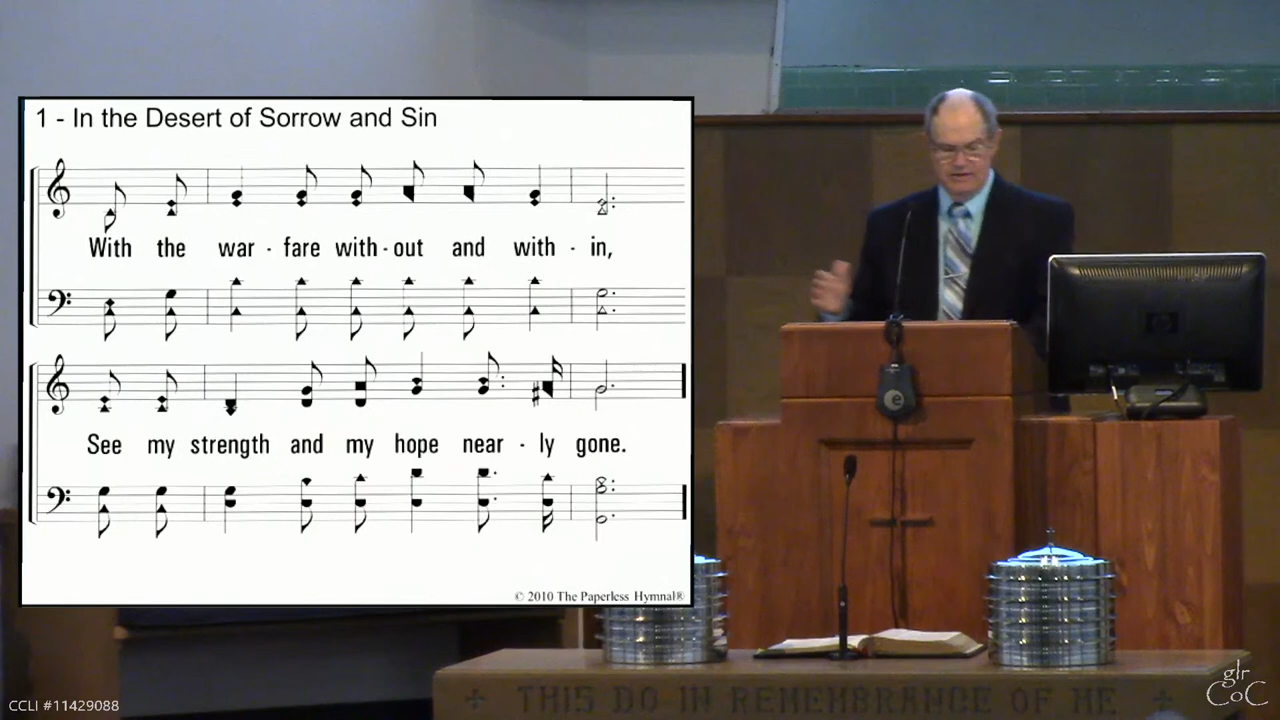 1 - In the Desert of Sorrow and Sin
With the war - fare with - out and with - in,
See my strength and my hope near - ly gone.
© 2010 The Paperless Hymnal®
THIS DO IN REMEMBRANCE OF ME
CCLI #11429088
glr
CoC